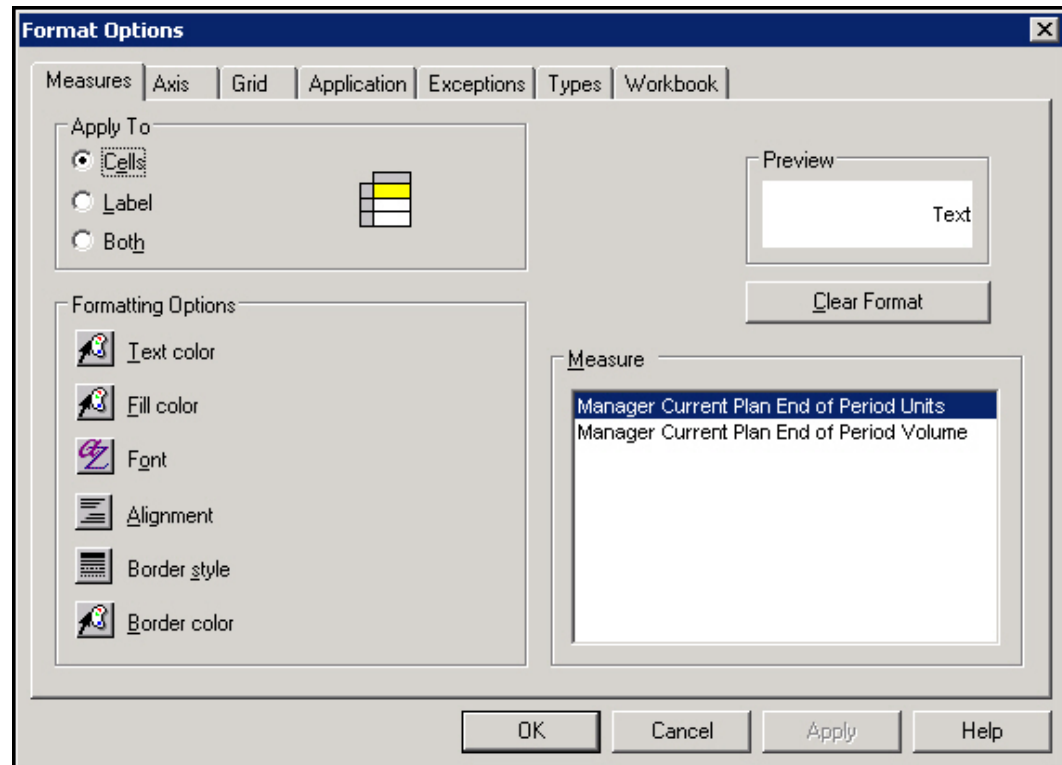 Format Options
Measures Axis Grid Application Exceptions Types Workbook
Apply To
Cells
Label
Both
Preview
Text
Clear Format
Formatting Options
Text color
Fill color
Font
Alignment
Border style
Border color
Measure
Manager Current Plan End of Period Units
Manager Current Plan End of Period Volume
OK Cancel Apply Help